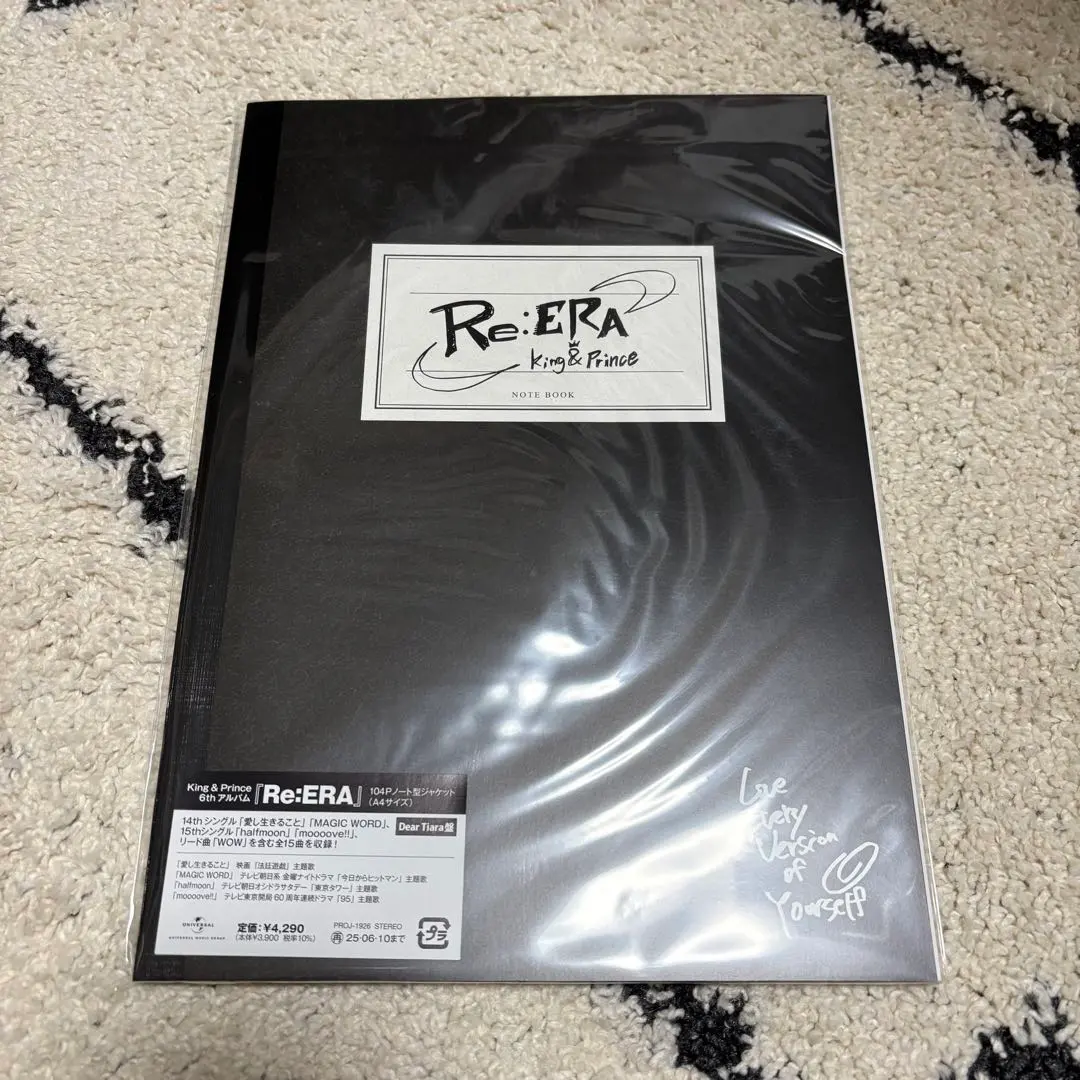 Re:ERA
King & Prince
NOTE BOOK
King & Prince
6th アルバム『Re:ERA』 104Pノート型ジャケット
(A4サイズ)
14th シングル「愛し生きること」「MAGIC WORD」、
15thシングル「halfmoon」「moooove!!」、
リード曲「WOW」を含む全15曲を収録!
Dear Tiara盤
「愛し生きること」 映画「法廷遊戯」主題歌
「MAGIC WORD」 テレビ朝日系 金曜ナイトドラマ「今日からヒットマン」主題歌
「halfmoon」 テレビ朝日オシドラサタデー「東京タワー」主題歌
「moooove!!」 テレビ東京開局60周年連続ドラマ「95」主題歌
UNIVERSAL
UNIVERSAL MUSIC GROUP
定価:¥4,290
(本体¥3,900 税率10%)
PROJ-1926 STEREO
再 25・06・10まで
プラ
Love
Every
Version
of
Yourself